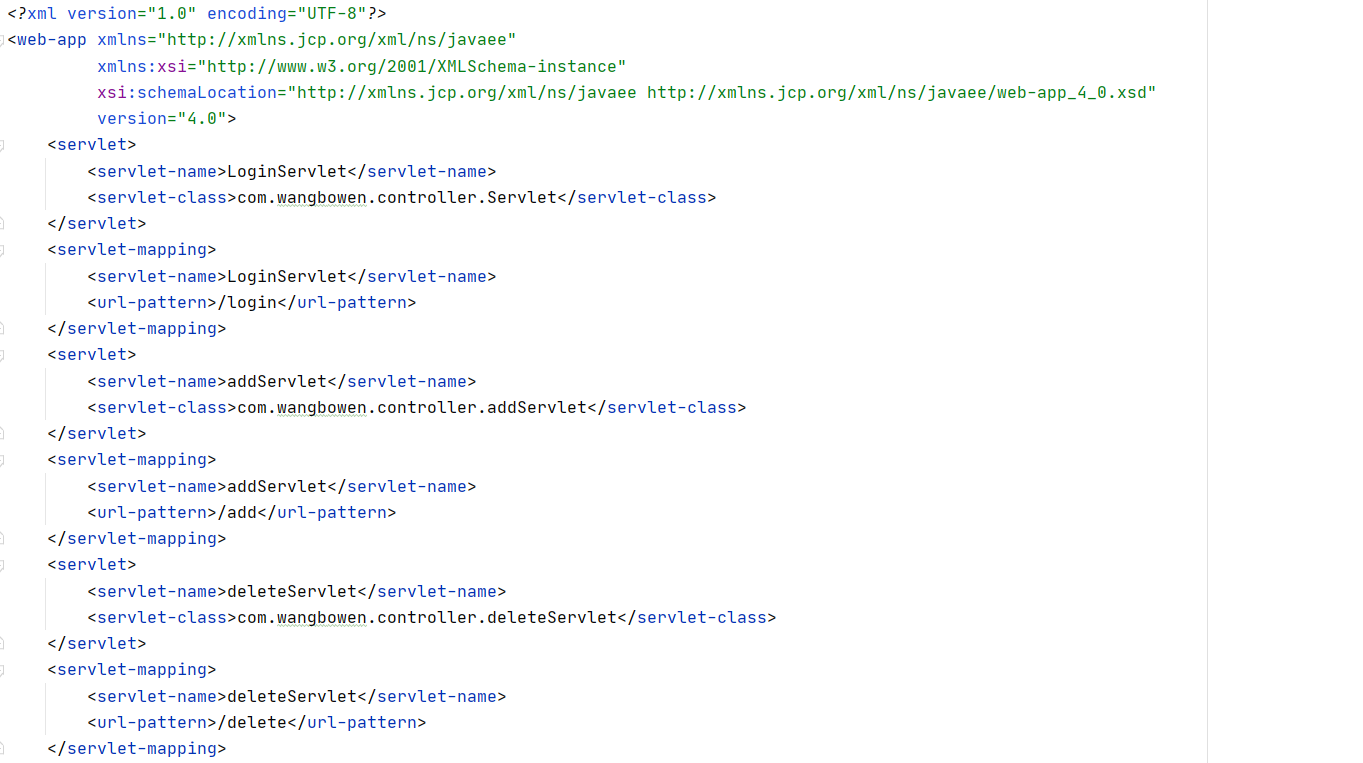 <?xml version="1.0" encoding="UTF-8"?>
<web-app xmlns="http://xmlns.jcp.org/xml/ns/javaee"
         xmlns:xsi="http://www.w3.org/2001/XMLSchema-instance"
         xsi:schemaLocation="http://xmlns.jcp.org/xml/ns/javaee http://xmlns.jcp.org/xml/ns/javaee/web-app_4_0.xsd"
         version="4.0">
    <servlet>
        <servlet-name>LoginServlet</servlet-name>
        <servlet-class>com.wangbowen.controller.Servlet</servlet-class>
    </servlet>
    <servlet-mapping>
        <servlet-name>LoginServlet</servlet-name>
        <url-pattern>/login</url-pattern>
    </servlet-mapping>
    <servlet>
        <servlet-name>addServlet</servlet-name>
        <servlet-class>com.wangbowen.controller.addServlet</servlet-class>
    </servlet>
    <servlet-mapping>
        <servlet-name>addServlet</servlet-name>
        <url-pattern>/add</url-pattern>
    </servlet-mapping>
    <servlet>
        <servlet-name>deleteServlet</servlet-name>
        <servlet-class>com.wangbowen.controller.deleteServlet</servlet-class>
    </servlet>
    <servlet-mapping>
        <servlet-name>deleteServlet</servlet-name>
        <url-pattern>/delete</url-pattern>
    </servlet-mapping>